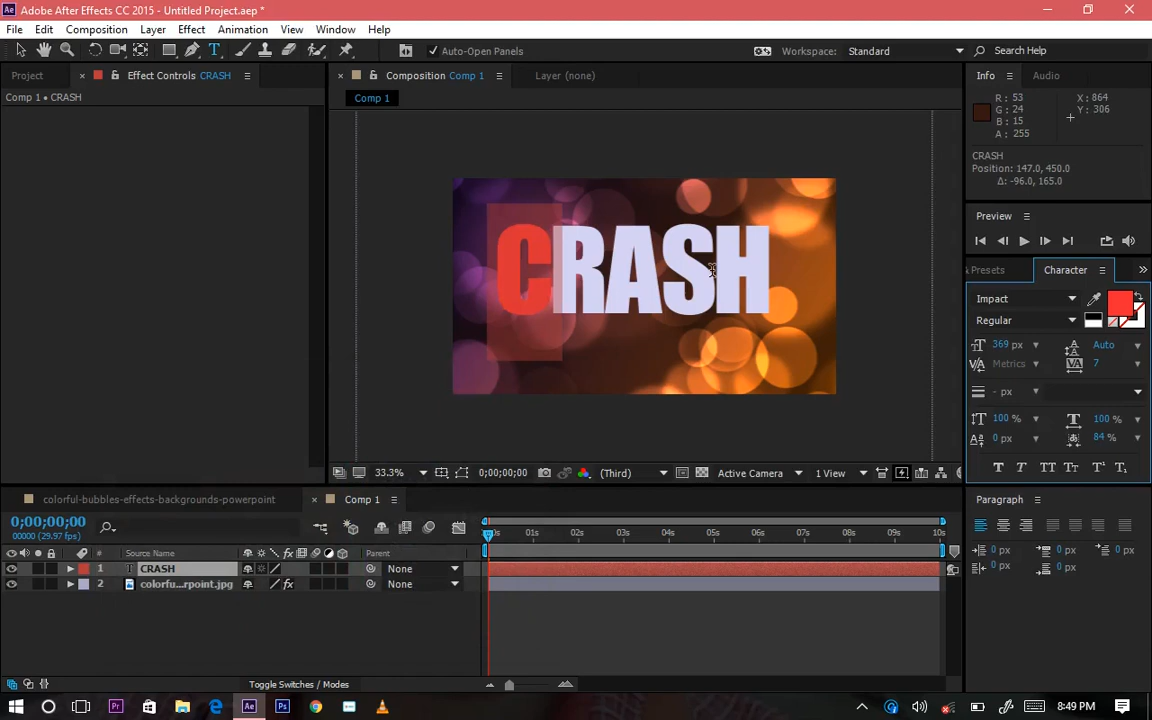 Adobe After Effects CC 2015 - Untitled Project.aep *
File Edit Composition Layer Effect Animation View Window Help
Auto-Open Panels
Workspace: Standard
Search Help
Project
Effect Controls CRASH
Composition Comp 1
Layer (none)
Info
Audio
Comp 1 • CRASH
Comp 1
R: 53
G: 24
B: 15
A: 255
X: 864
Y: 306
CRASH
Position: 147.0, 450.0
Δ: -96.0, 165.0
Preview
Presets
Character
Impact
Regular
369 px
Auto
Metrics
7
- px
100 %
100 %
0 px
84 %
CRASH
33.3%
0;00;00;00
(Third)
Active Camera
1 View
Paragraph
0 px
0 px
0 px
0 px
0 px
colorful-bubbles-effects-backgrounds-powerpoint
Comp 1
0;00;00;00
00000 (29.97 fps)
01s 02s 03s 04s 05s 06s 07s 08s 09s 10s
# Source Name
Parent
1 T CRASH
None
2 colorfu...rpoint.jpg
None
Toggle Switches / Modes
8:49 PM